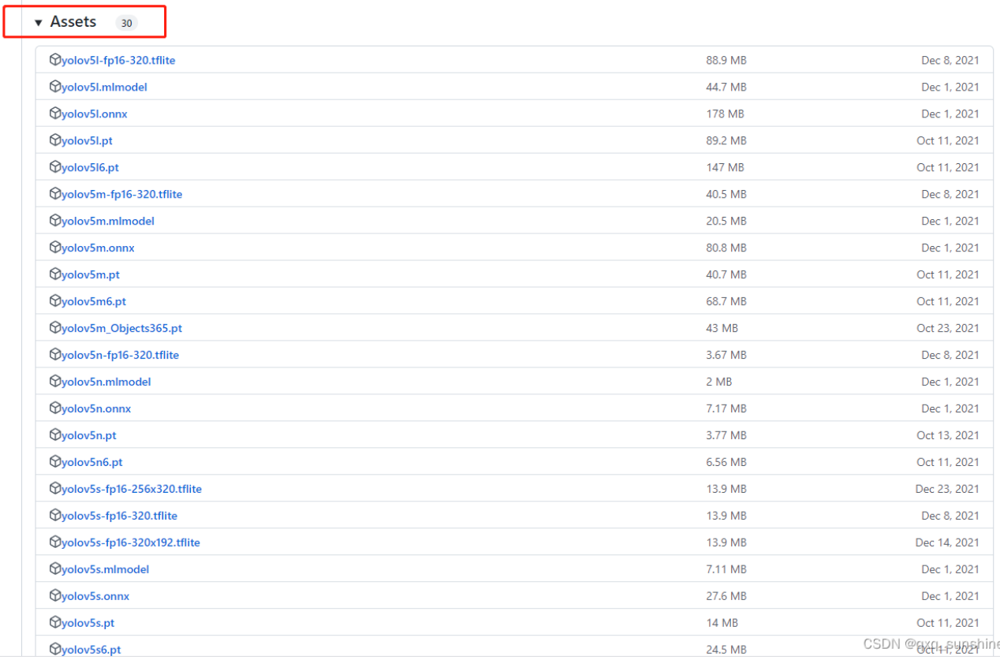 Assets 30
yolov5l-fp16-320.tflite 88.9 MB Dec 8, 2021
yolov5l.mlmodel 44.7 MB Dec 1, 2021
yolov5l.onnx 178 MB Dec 1, 2021
yolov5l.pt 89.2 MB Oct 11, 2021
yolov5l6.pt 147 MB Oct 11, 2021
yolov5m-fp16-320.tflite 40.5 MB Dec 8, 2021
yolov5m.mlmodel 20.5 MB Dec 1, 2021
yolov5m.onnx 80.8 MB Dec 1, 2021
yolov5m.pt 40.7 MB Oct 11, 2021
yolov5m6.pt 68.7 MB Oct 11, 2021
yolov5m_Objects365.pt 43 MB Oct 23, 2021
yolov5n-fp16-320.tflite 3.67 MB Dec 8, 2021
yolov5n.mlmodel 2 MB Dec 1, 2021
yolov5n.onnx 7.17 MB Dec 1, 2021
yolov5n.pt 3.77 MB Oct 13, 2021
yolov5n6.pt 6.56 MB Oct 11, 2021
yolov5s-fp16-256x320.tflite 13.9 MB Dec 23, 2021
yolov5s-fp16-320.tflite 13.9 MB Dec 8, 2021
yolov5s-fp16-320x192.tflite 13.9 MB Dec 14, 2021
yolov5s.mlmodel 7.11 MB Dec 1, 2021
yolov5s.onnx 27.6 MB Dec 1, 2021
yolov5s.pt 14 MB Oct 11, 2021
yolov5s6.pt 24.5 MB Oct 11, 2021
CSDN @gxq_sunshine